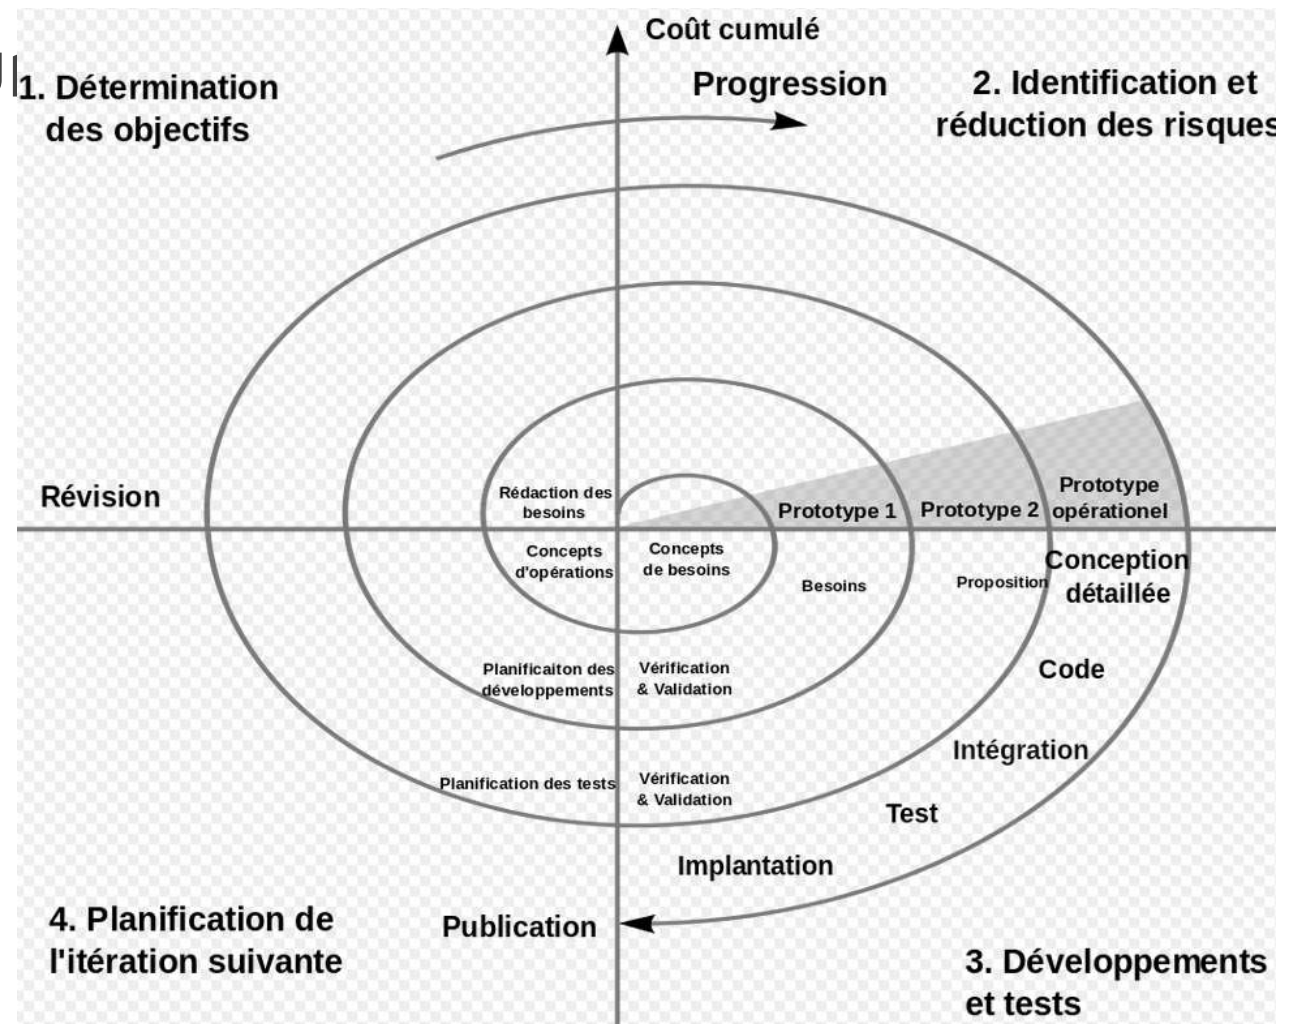 Coût cumulé
Progression
1. Détermination
des objectifs
2. Identification et
réduction des risques
Révision
Rédaction des
besoins
Prototype 1
Prototype 2
Prototype
opérationel
Concepts
d'opérations
Concepts
de besoins
Besoins
Proposition
Conception
détaillée
Planificaiton des
développements
Vérification
& Validation
Code
Intégration
Planification des tests
Vérification
& Validation
Test
Implantation
Publication
4. Planification de
l'itération suivante
3. Développements
et tests